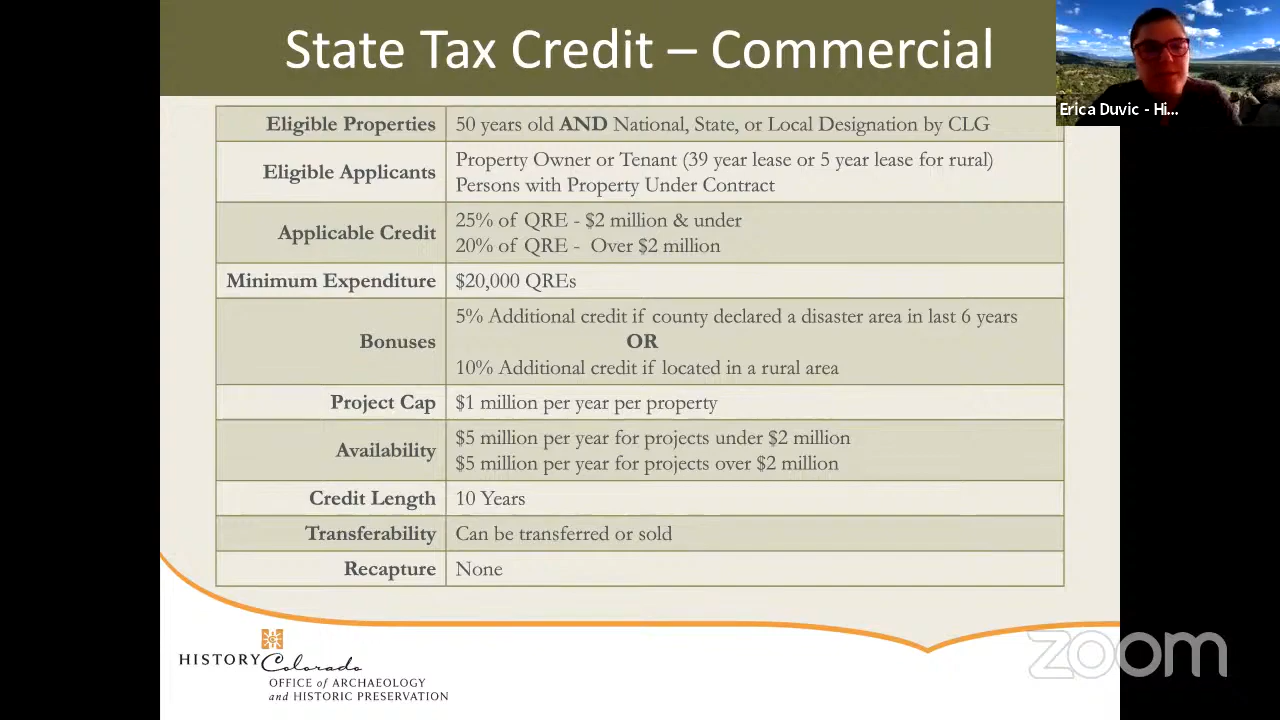 State Tax Credit – Commercial
Erica Duvic - Hi...
Eligible Properties
50 years old AND National, State, or Local Designation by CLG
Eligible Applicants
Property Owner or Tenant (39 year lease or 5 year lease for rural)
Persons with Property Under Contract
Applicable Credit
25% of QRE - $2 million & under
20% of QRE - Over $2 million
Minimum Expenditure
$20,000 QREs
Bonuses
5% Additional credit if county declared a disaster area in last 6 years
OR
10% Additional credit if located in a rural area
Project Cap
$1 million per year per property
Availability
$5 million per year for projects under $2 million
$5 million per year for projects over $2 million
Credit Length
10 Years
Transferability
Can be transferred or sold
Recapture
None
HISTORY Colorado
OFFICE of ARCHAEOLOGY
and HISTORIC PRESERVATION
zoom